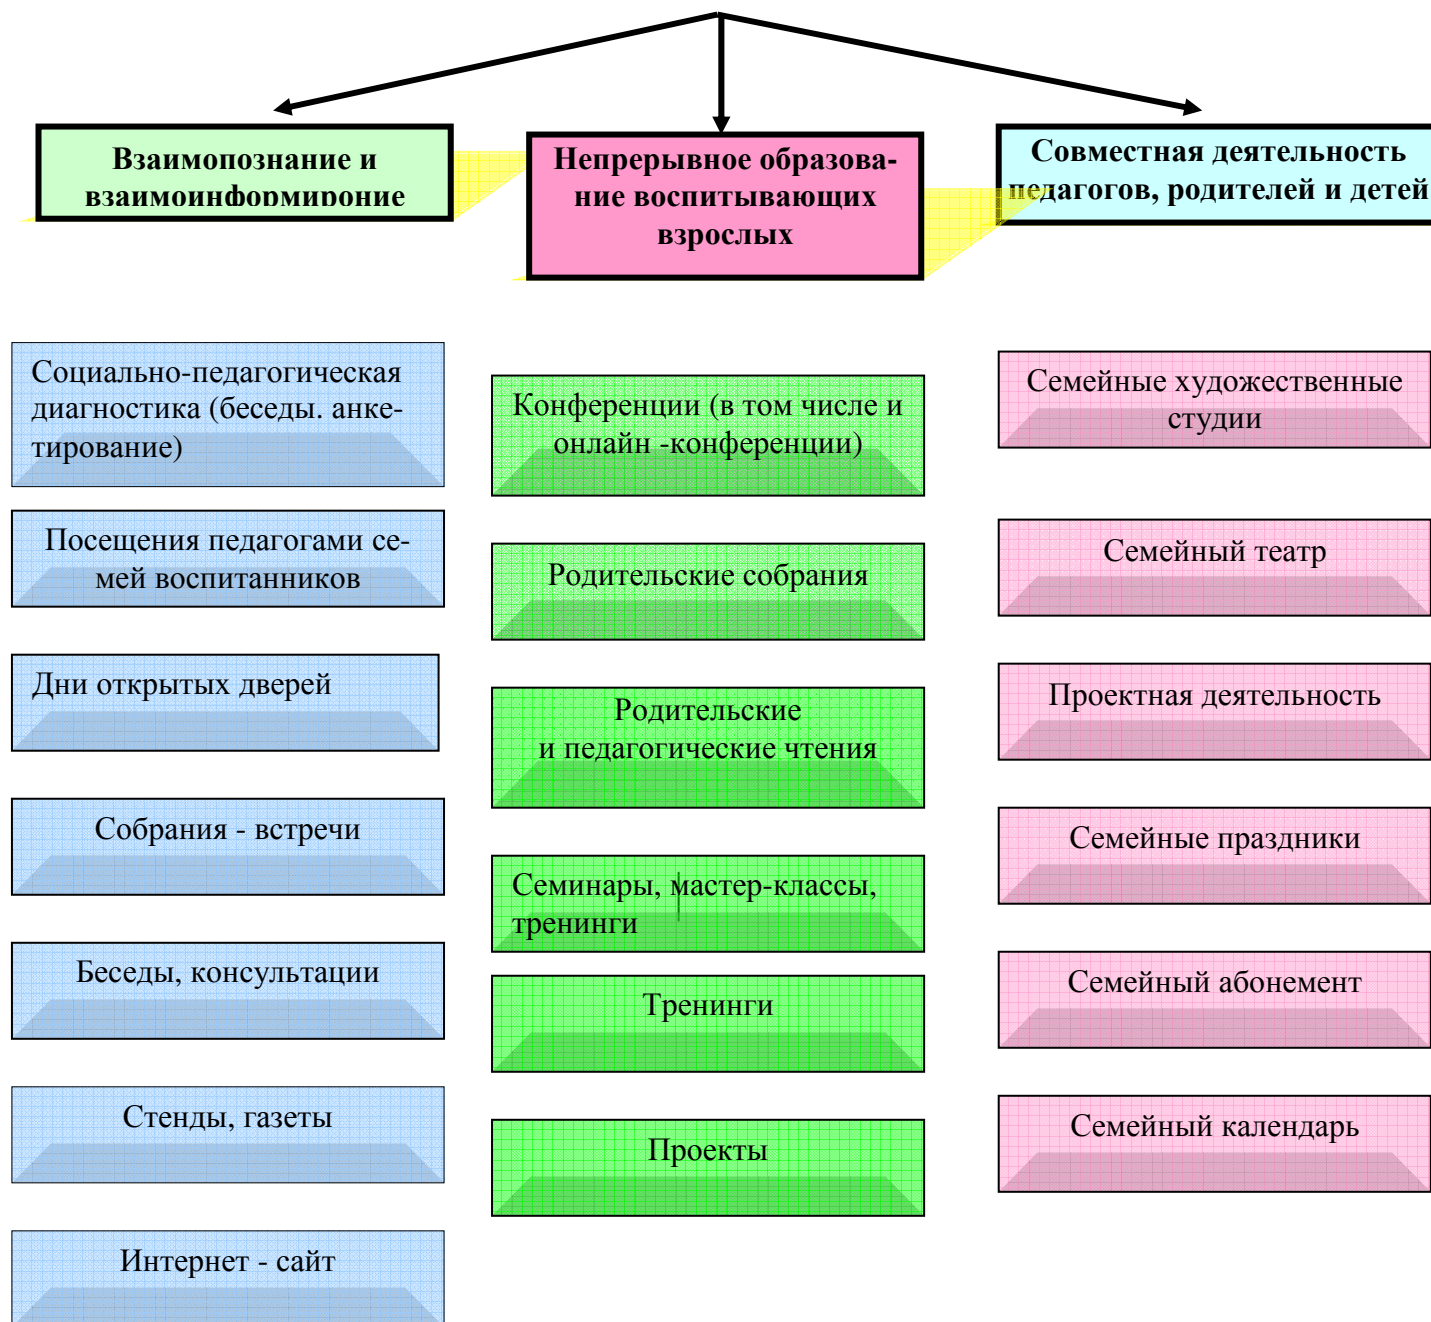 Взаимопознание и
взаимоинформироние
Непрерывное образова-
ние воспитывающих
взрослых
Совместная деятельность
педагогов, родителей и детей
Социально-педагогическая
диагностика (беседы. анке-
тирование)
Посещения педагогами се-
мей воспитанников
Дни открытых дверей
Собрания - встречи
Беседы, консультации
Стенды, газеты
Интернет - сайт
Конференции (в том числе и
онлайн -конференции)
Родительские собрания
Родительские
и педагогические чтения
Семинары, мастер-классы,
тренинги
Тренинги
Проекты
Семейные художественные
студии
Семейный театр
Проектная деятельность
Семейные праздники
Семейный абонемент
Семейный календарь